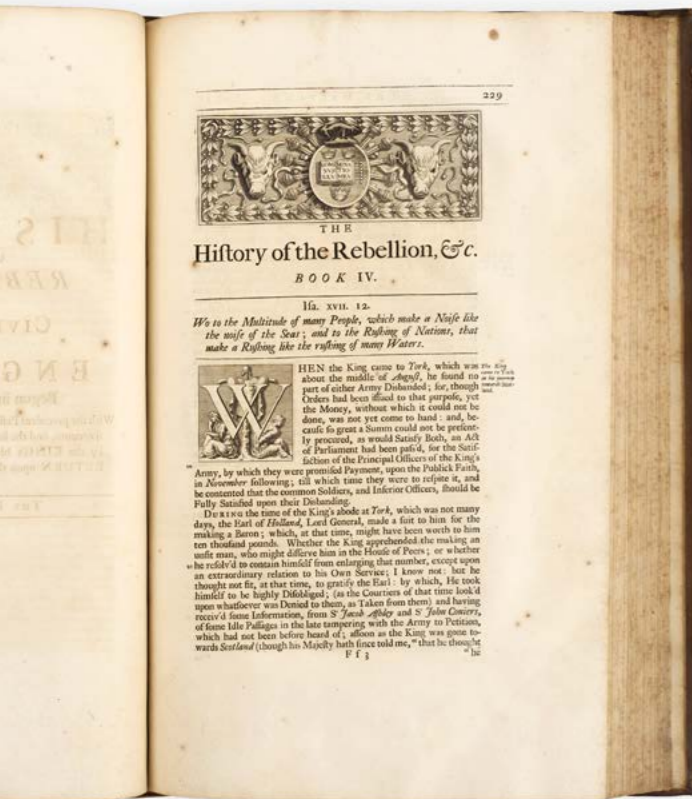 229
THE
Hiſtory of the Rebellion, &c.
BOOK IV.
Iſa. XVII. 12.
Wo to the Multitude of many People, which make a Noiſe like
the noiſe of the Seas; and to the Ruſhing of Nations, that
make a Ruſhing like the ruſhing of many Waters.
WHEN the King came to York, which was
about the middle of Auguſt, he found no
part of either Army Disbanded; for, though
Orders had been iſſued to that purpoſe, yet
the Money, without which it could not be
done, was not yet come to hand: and, be-
cauſe ſo great a Summ could not be preſent-
ly procured, as would Satisfy Both, an Act
of Parliament had been paſs'd, for the Satiſ-
faction of the Principal Officers of the King's
Army, by which they were promiſed Payment, upon the Publick Faith,
in November following; till which time they were to reſpite it, and
be contented that the common Soldiers, and Inferior Officers, ſhould be
Fully Satisfied upon their Disbanding.
DURING the time of the King's abode at York, which was not many
days, the Earl of Holland, Lord General, made a ſuit to him for the
making a Baron; which, at that time, might have been worth to him
ten thouſand pounds. Whether the King apprehended the making an
unfit man, who might diſſerve him in the Houſe of Peers; or whether
he reſolv'd to contain himſelf from enlarging that number, except upon
an extraordinary relation to his Own Service; I know not: but he
thought not fit, at that time, to gratify the Earl: by which, He took
himſelf to be highly Diſobliged; (as the Courtiers of that time look'd
upon whatſoever was Denied to them, as Taken from them) and having
receiv'd ſome Information, from Sr Jacob Aſhley and Sr John Coniers,
of ſome Idle Paſſages in the late tampering with the Army to Petition,
which had not been before heard of; aſſoon as the King was gone to-
wards Scotland (though his Majeſty hath ſince told me, "that he thought
F f 3 "he
The King
came to York
in his journey
towards Scot-
land.